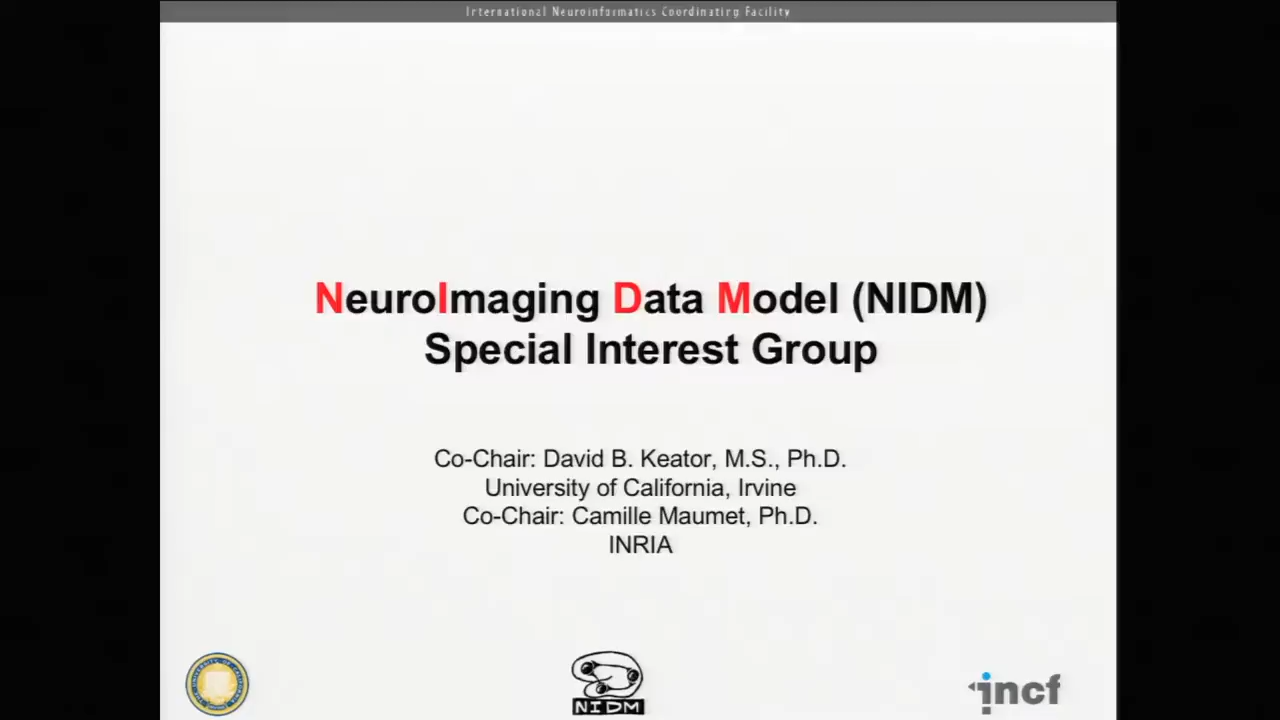 International Neuroinformatics Coordinating Facility
NeuroImaging Data Model (NIDM)
Special Interest Group
Co-Chair: David B. Keator, M.S., Ph.D.
University of California, Irvine
Co-Chair: Camille Maumet, Ph.D.
INRIA
NIDM
incf